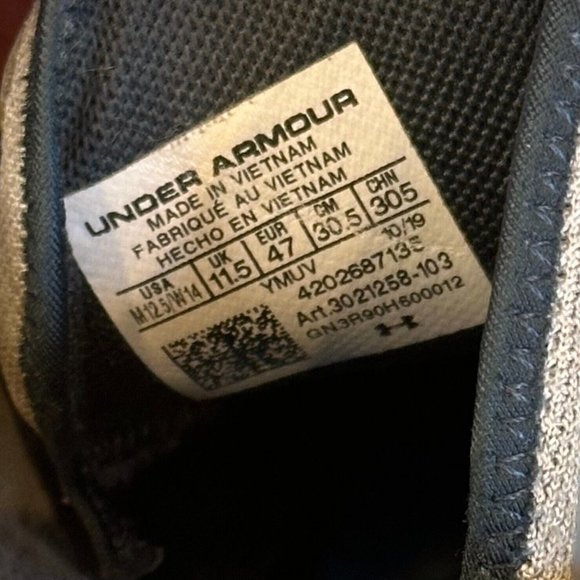 UNDER ARMOUR
MADE IN VIETNAM
FABRIQUÉ AU VIETNAM
HECHO EN VIETNAM
USA UK EUR CM CHN
M12.5/W14 11.5 47 30.5 305
YMUV 10/19
4202687135
Art.3021258-103
GN3R90H600012